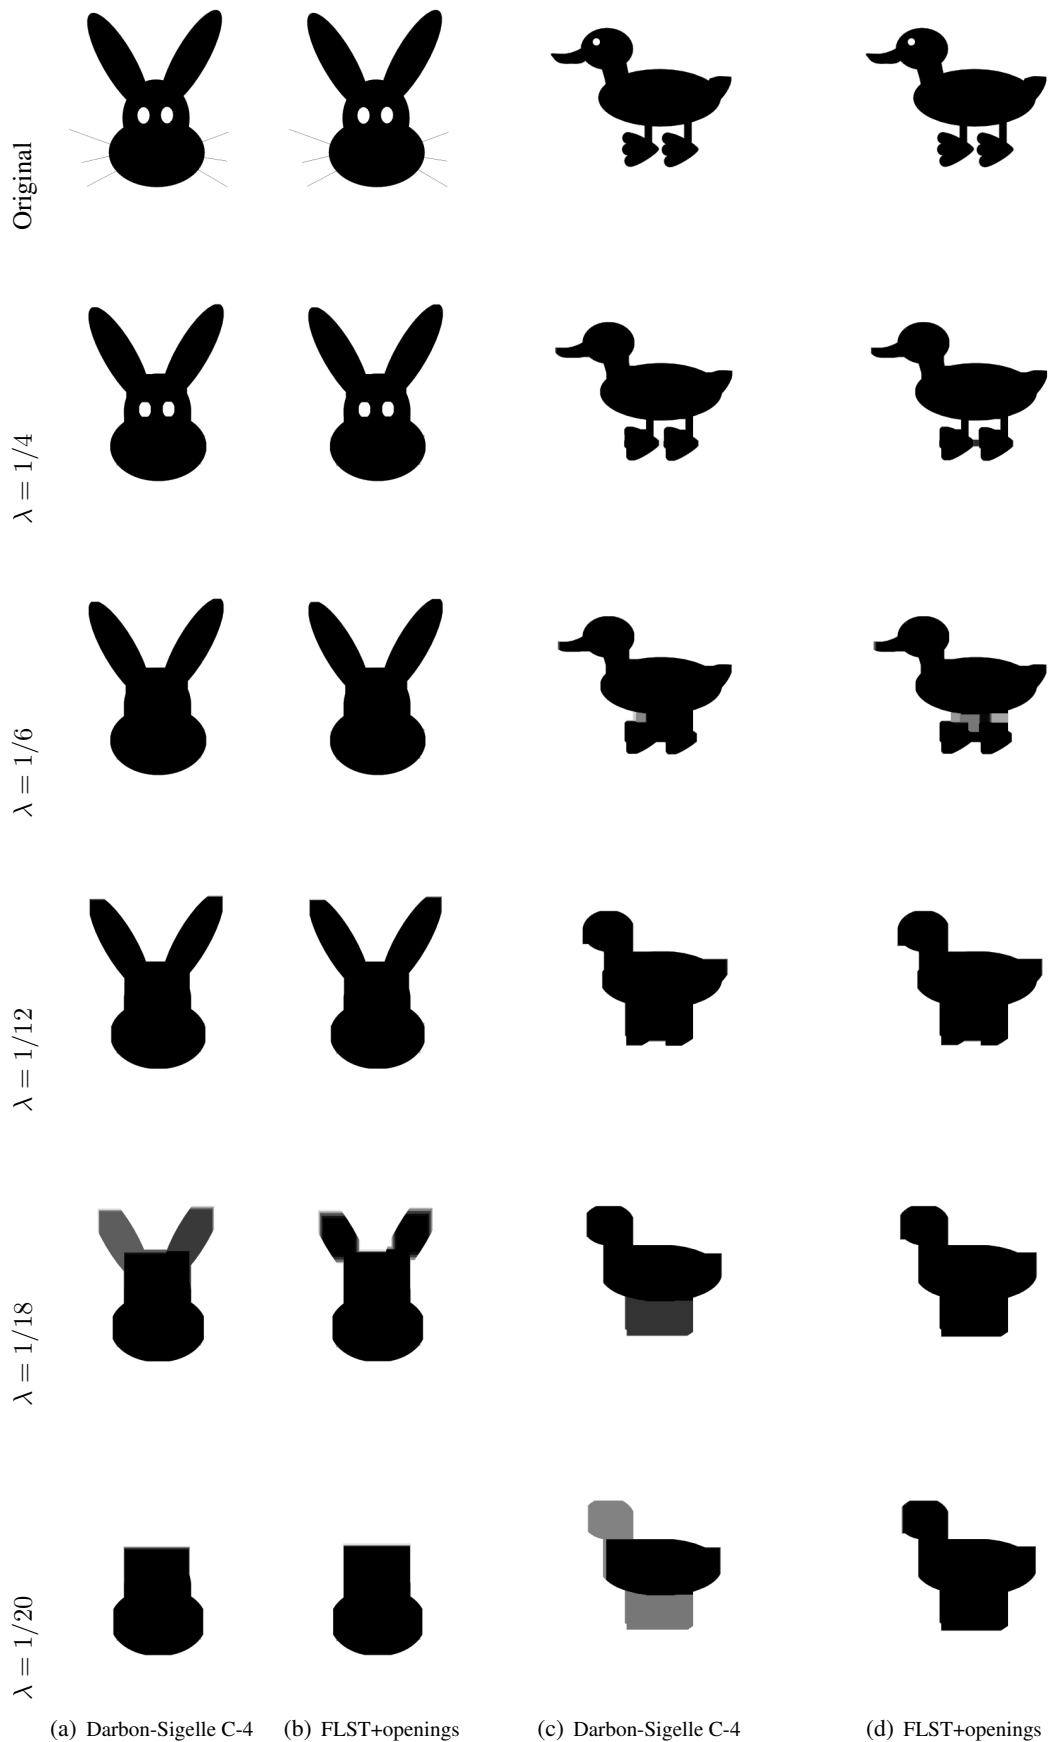 Original
λ = 1/4
λ = 1/6
λ = 1/12
λ = 1/18
λ = 1/20
(a) Darbon-Sigelle C-4 (b) FLST+openings (c) Darbon-Sigelle C-4 (d) FLST+openings